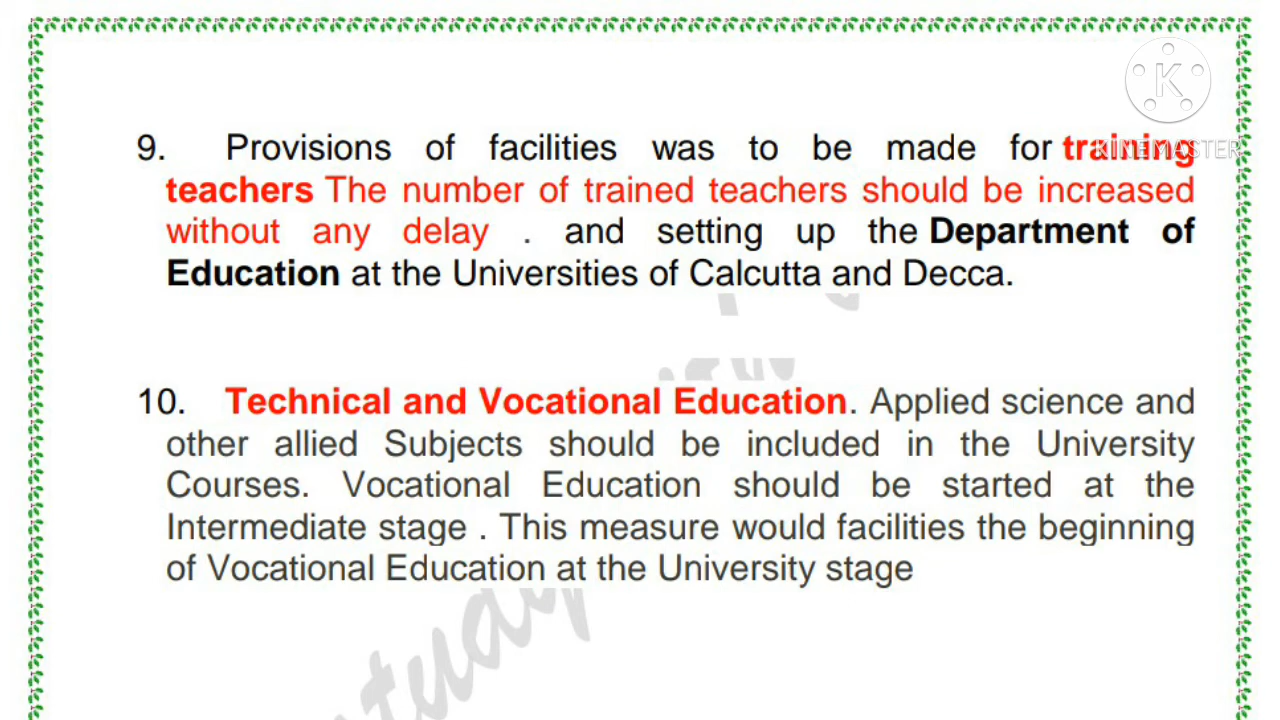 K
KINEMASTER
9. Provisions of facilities was to be made for training
teachers The number of trained teachers should be increased
without any delay . and setting up the Department of
Education at the Universities of Calcutta and Decca.
10. Technical and Vocational Education. Applied science and
other allied Subjects should be included in the University
Courses. Vocational Education should be started at the
Intermediate stage . This measure would facilities the beginning
of Vocational Education at the University stage